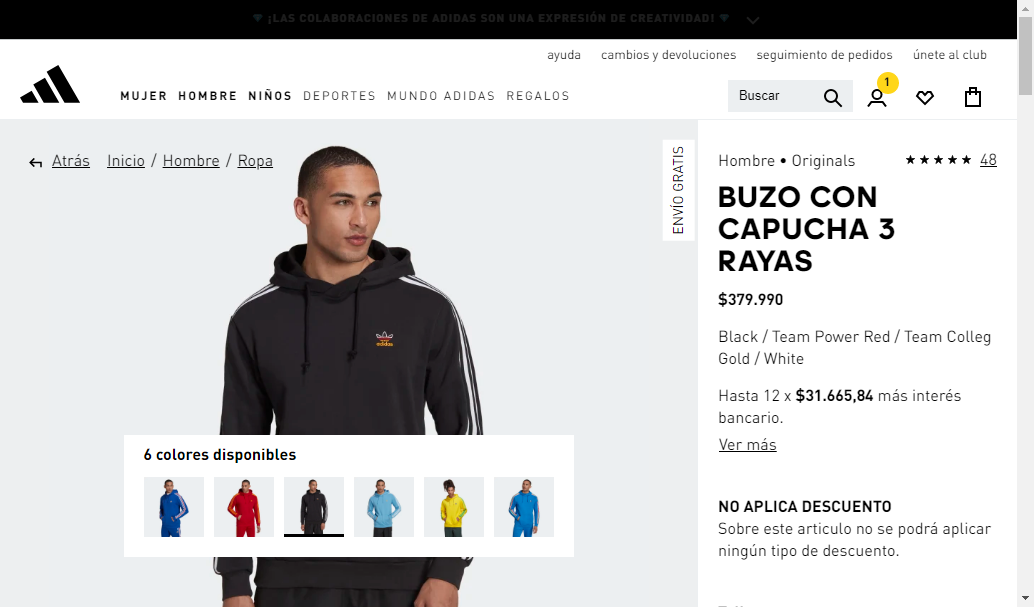 ¡LAS COLABORACIONES DE ADIDAS SON UNA EXPRESIÓN DE CREATIVIDAD!
ayuda cambios y devoluciones seguimiento de pedidos únete al club
MUJER HOMBRE NIÑOS DEPORTES MUNDO ADIDAS REGALOS
Buscar
1
Atrás Inicio / Hombre / Ropa
ENVÍO GRATIS
adidas
6 colores disponibles
Hombre • Originals
48
BUZO CON
CAPUCHA 3
RAYAS
$379.990
Black / Team Power Red / Team Colleg
Gold / White
Hasta 12 x $31.665,84 más interés
bancario.
Ver más
NO APLICA DESCUENTO
Sobre este articulo no se podrá aplicar
ningún tipo de descuento.